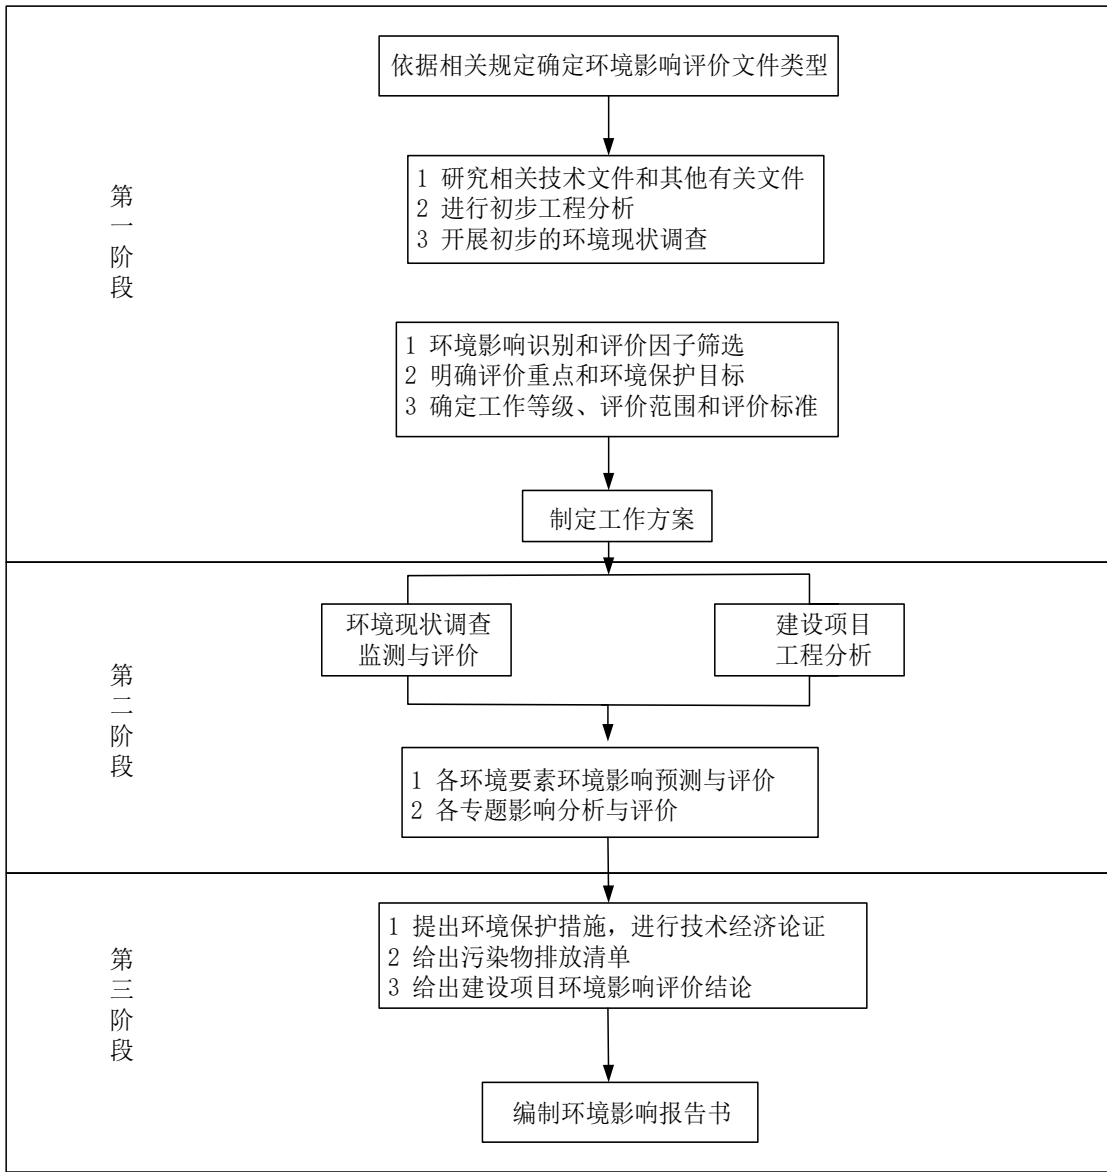 依据相关规定确定环境影响评价文件类型
第一阶段
1 研究相关技术文件和其他有关文件
2 进行初步工程分析
3 开展初步的环境现状调查
1 环境影响识别和评价因子筛选
2 明确评价重点和环境保护目标
3 确定工作等级、评价范围和评价标准
制定工作方案
第二阶段
环境现状调查
监测与评价
建设项目
工程分析
1 各环境要素环境影响预测与评价
2 各专题影响分析与评价
第三阶段
1 提出环境保护措施，进行技术经济论证
2 给出污染物排放清单
3 给出建设项目环境影响评价结论
编制环境影响报告书